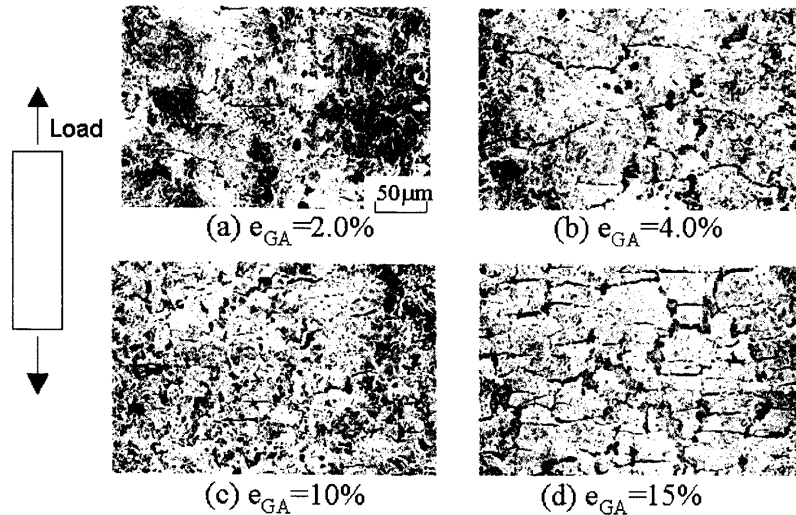 Load
50μm
(a) e_GA=2.0%
(b) e_GA=4.0%
(c) e_GA=10%
(d) e_GA=15%